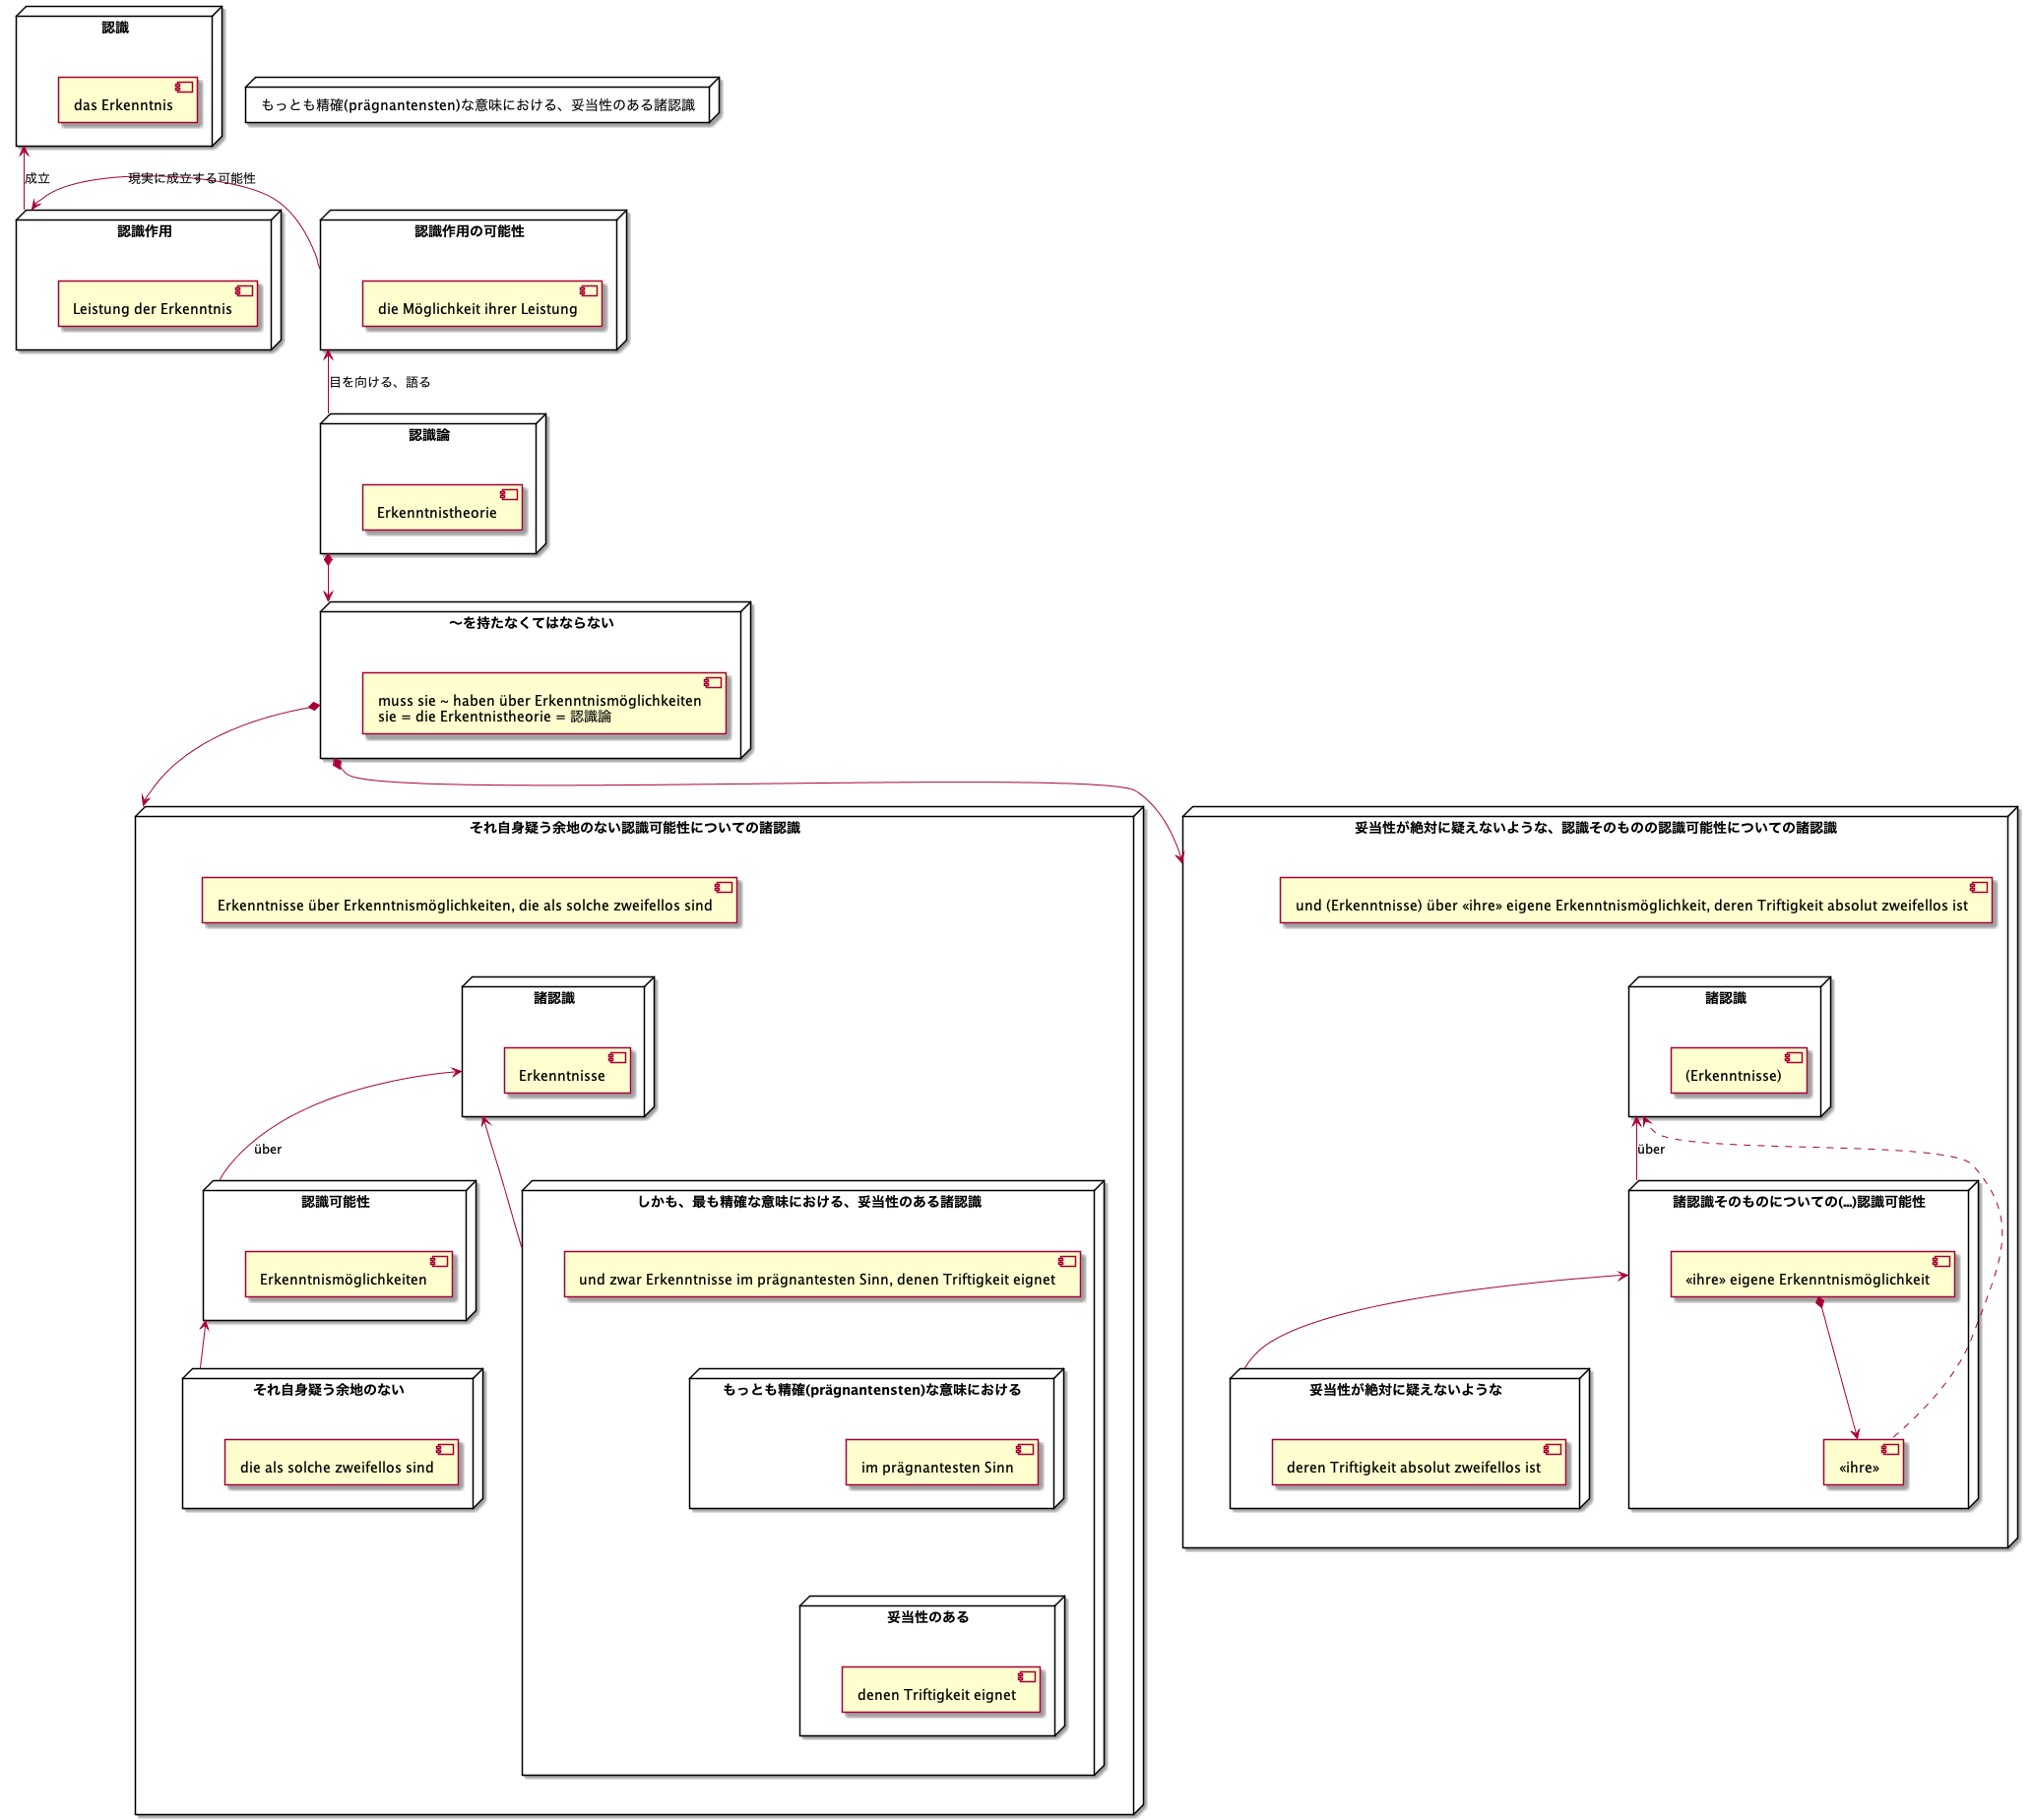 認識
das Erkenntnis
もっとも精確(prägnantensten)な意味における、妥当性のある諸認識
成立
現実に成立する可能性
認識作用
Leistung der Erkenntnis
認識作用の可能性
die Möglichkeit ihrer Leistung
目を向ける、語る
認識論
Erkenntnistheorie
〜を持たなくてはならない
muss sie ~ haben über Erkenntnismöglichkeiten
sie = die Erkentnistheorie = 認識論
それ自身疑う余地のない認識可能性についての諸認識
Erkenntnisse über Erkenntnismöglichkeiten, die als solche zweifellos sind
諸認識
Erkenntnisse
über
認識可能性
Erkenntnismöglichkeiten
それ自身疑う余地のない
die als solche zweifellos sind
しかも、最も精確な意味における、妥当性のある諸認識
und zwar Erkenntnisse im prägnantesten Sinn, denen Triftigkeit eignet
もっとも精確(prägnantensten)な意味における
im prägnantesten Sinn
妥当性のある
denen Triftigkeit eignet
妥当性が絶対に疑えないような、認識そのものの認識可能性についての諸認識
und (Erkenntnisse) über «ihre» eigene Erkenntnismöglichkeit, deren Triftigkeit absolut zweifellos ist
諸認識
(Erkenntnisse)
über
諸認識そのものについての(...)認識可能性
«ihre» eigene Erkenntnismöglichkeit
妥当性が絶対に疑えないような
deren Triftigkeit absolut zweifellos ist
«ihre»